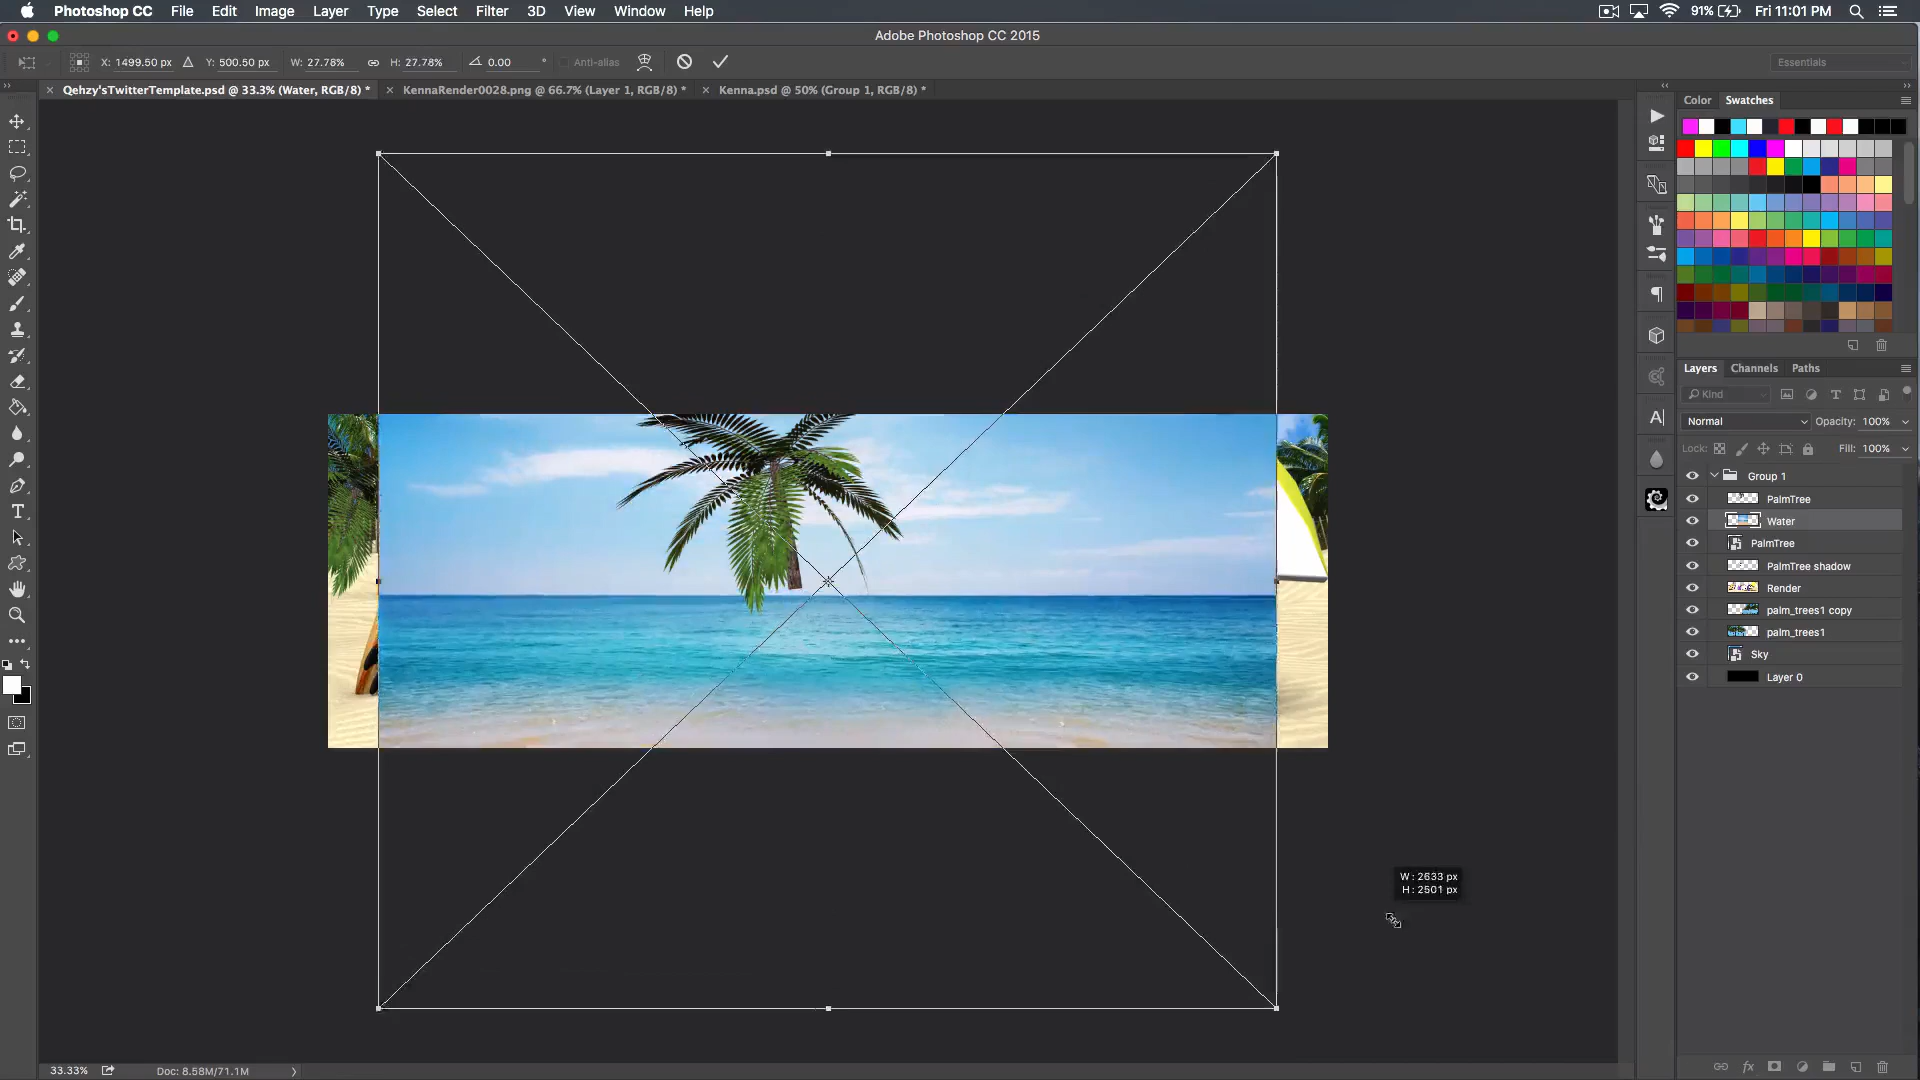 Photoshop CC File Edit Image Layer Type Select Filter 3D View Window Help 91% Fri 11:01 PM
Adobe Photoshop CC 2015
X: 1499.50 px Y: 500.50 px W: 27.78% H: 27.78% 0.00 ° Anti-alias Essentials
Qehzy'sTwitterTemplate.psd @ 33.3% (Water, RGB/8) * KennaRender0028.png @ 66.7% (Layer 1, RGB/8) * Kenna.psd @ 50% (Group 1, RGB/8) *
Color Swatches
Layers Channels Paths
Kind
Normal Opacity: 100%
Lock: Fill: 100%
Group 1
PalmTree
Water
PalmTree
PalmTree shadow
Render
palm_trees1 copy
palm_trees1
Sky
Layer 0
W: 2633 px
H: 2501 px
33.33% Doc: 8.58M/71.1M